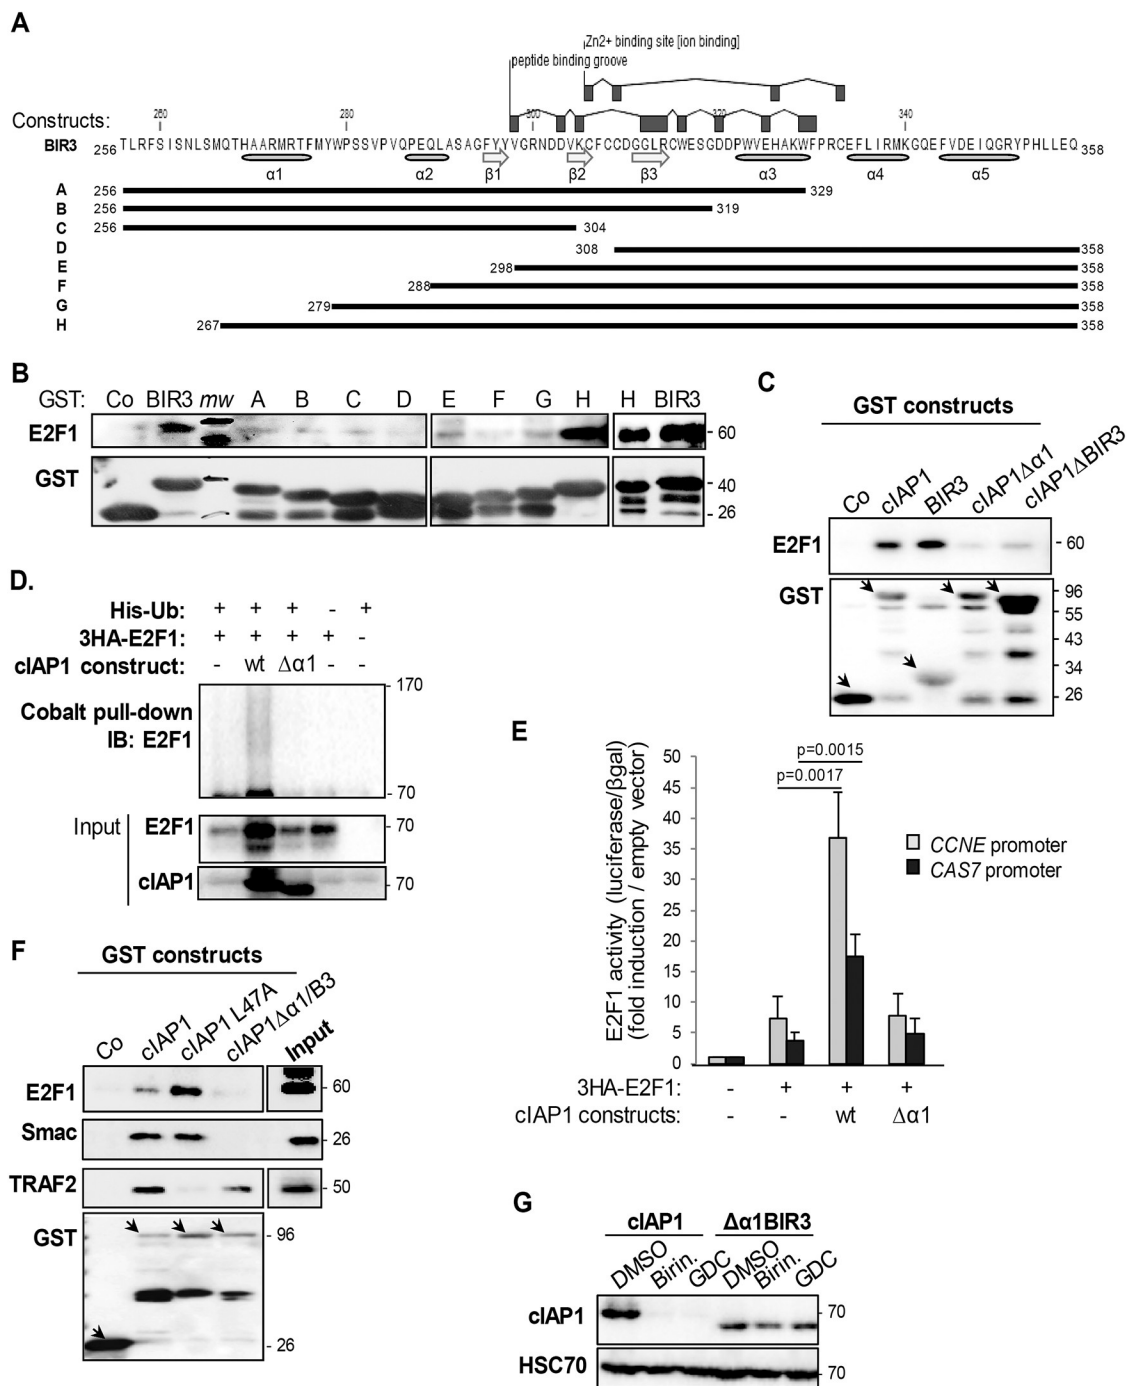 A
Zn2+ binding site [ion binding]
peptide binding groove
260 280 300 320 340
Constructs:
BIR3 256 TLRFSISNLSMQTHAARMRTFMYWPSSVPVQPEQLASAGFYYVGRNDDVKCFCCDGGLRCWESGDDPWVEHAKWFPRCEFLIRMKGQEFVDEIQGRYPHLLEQ 358
α1 α2 β1 β2 β3 α3 α4 α5
A 256 329
B 256 319
C 256 304
D 308 358
E 298 358
F 288 358
G 279 358
H 267 358
B
GST: Co BIR3 mw A B C D E F G H H BIR3
E2F1 - 60
GST - 40
- 26
C
GST constructs
Co cIAP1 BIR3 cIAP1Δα1 cIAP1ΔBIR3
E2F1 - 60
GST - 96
- 55
- 43
- 34
- 26
D.
His-Ub: + + + - +
3HA-E2F1: + + + + -
cIAP1 construct: - wt Δα1 - -
Cobalt pull-down
IB: E2F1
- 170
- 70
Input E2F1 - 70
cIAP1 - 70
E
E2F1 activity (luciferase/βgal)
(fold induction / empty vector)
50
45
40
35
30
25
20
15
10
5
0
p=0.0015
p=0.0017
CCNE promoter
CAS7 promoter
3HA-E2F1: - + + +
cIAP1 constructs: - - wt Δα1
F
GST constructs
Co cIAP1 cIAP1 L47A cIAP1Δα1/B3 Input
E2F1 - 60
Smac - 26
TRAF2 - 50
GST - 96
- 26
G
cIAP1 Δα1BIR3
DMSO Birin. GDC DMSO Birin. GDC
cIAP1 - 70
HSC70 - 70